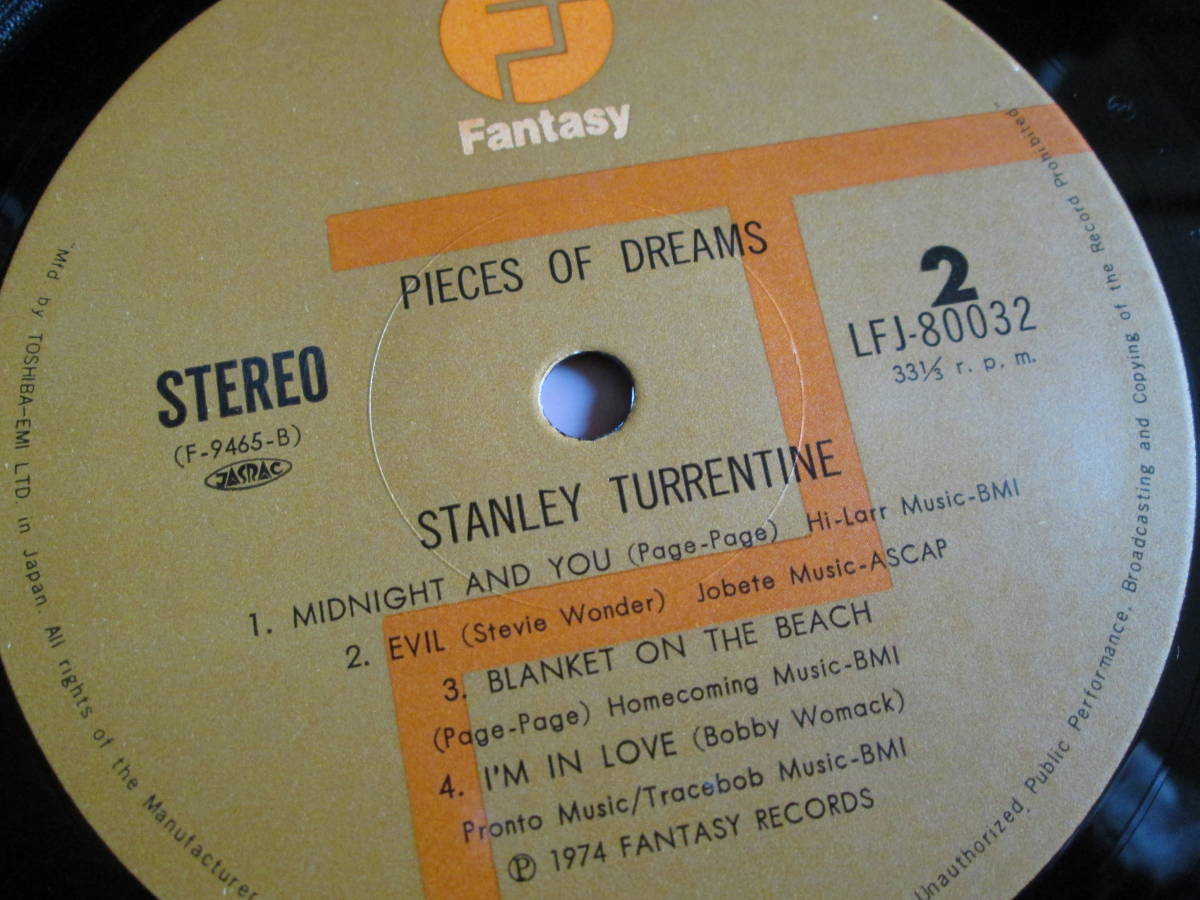 Fantasy
PIECES OF DREAMS
2
LFJ-80032
33⅓ r. p. m.
STEREO
(F-9465-B)
JASRAC
STANLEY TURRENTINE
1. MIDNIGHT AND YOU (Page-Page) Hi-Larr Music-BMI
2. EVIL (Stevie Wonder) Jobete Music-ASCAP
3. BLANKET ON THE BEACH
(Page-Page) Homecoming Music-BMI
4. I'M IN LOVE (Bobby Womack)
Pronto Music/Tracebob Music-BMI
Ⓟ 1974 FANTASY RECORDS
"Mfd by TOSHIBA-EMI LTD. in Japan. All rights of the Manufacturer
Unauthorized Public Performance, Broadcasting and Copying of the Record Prohibited."